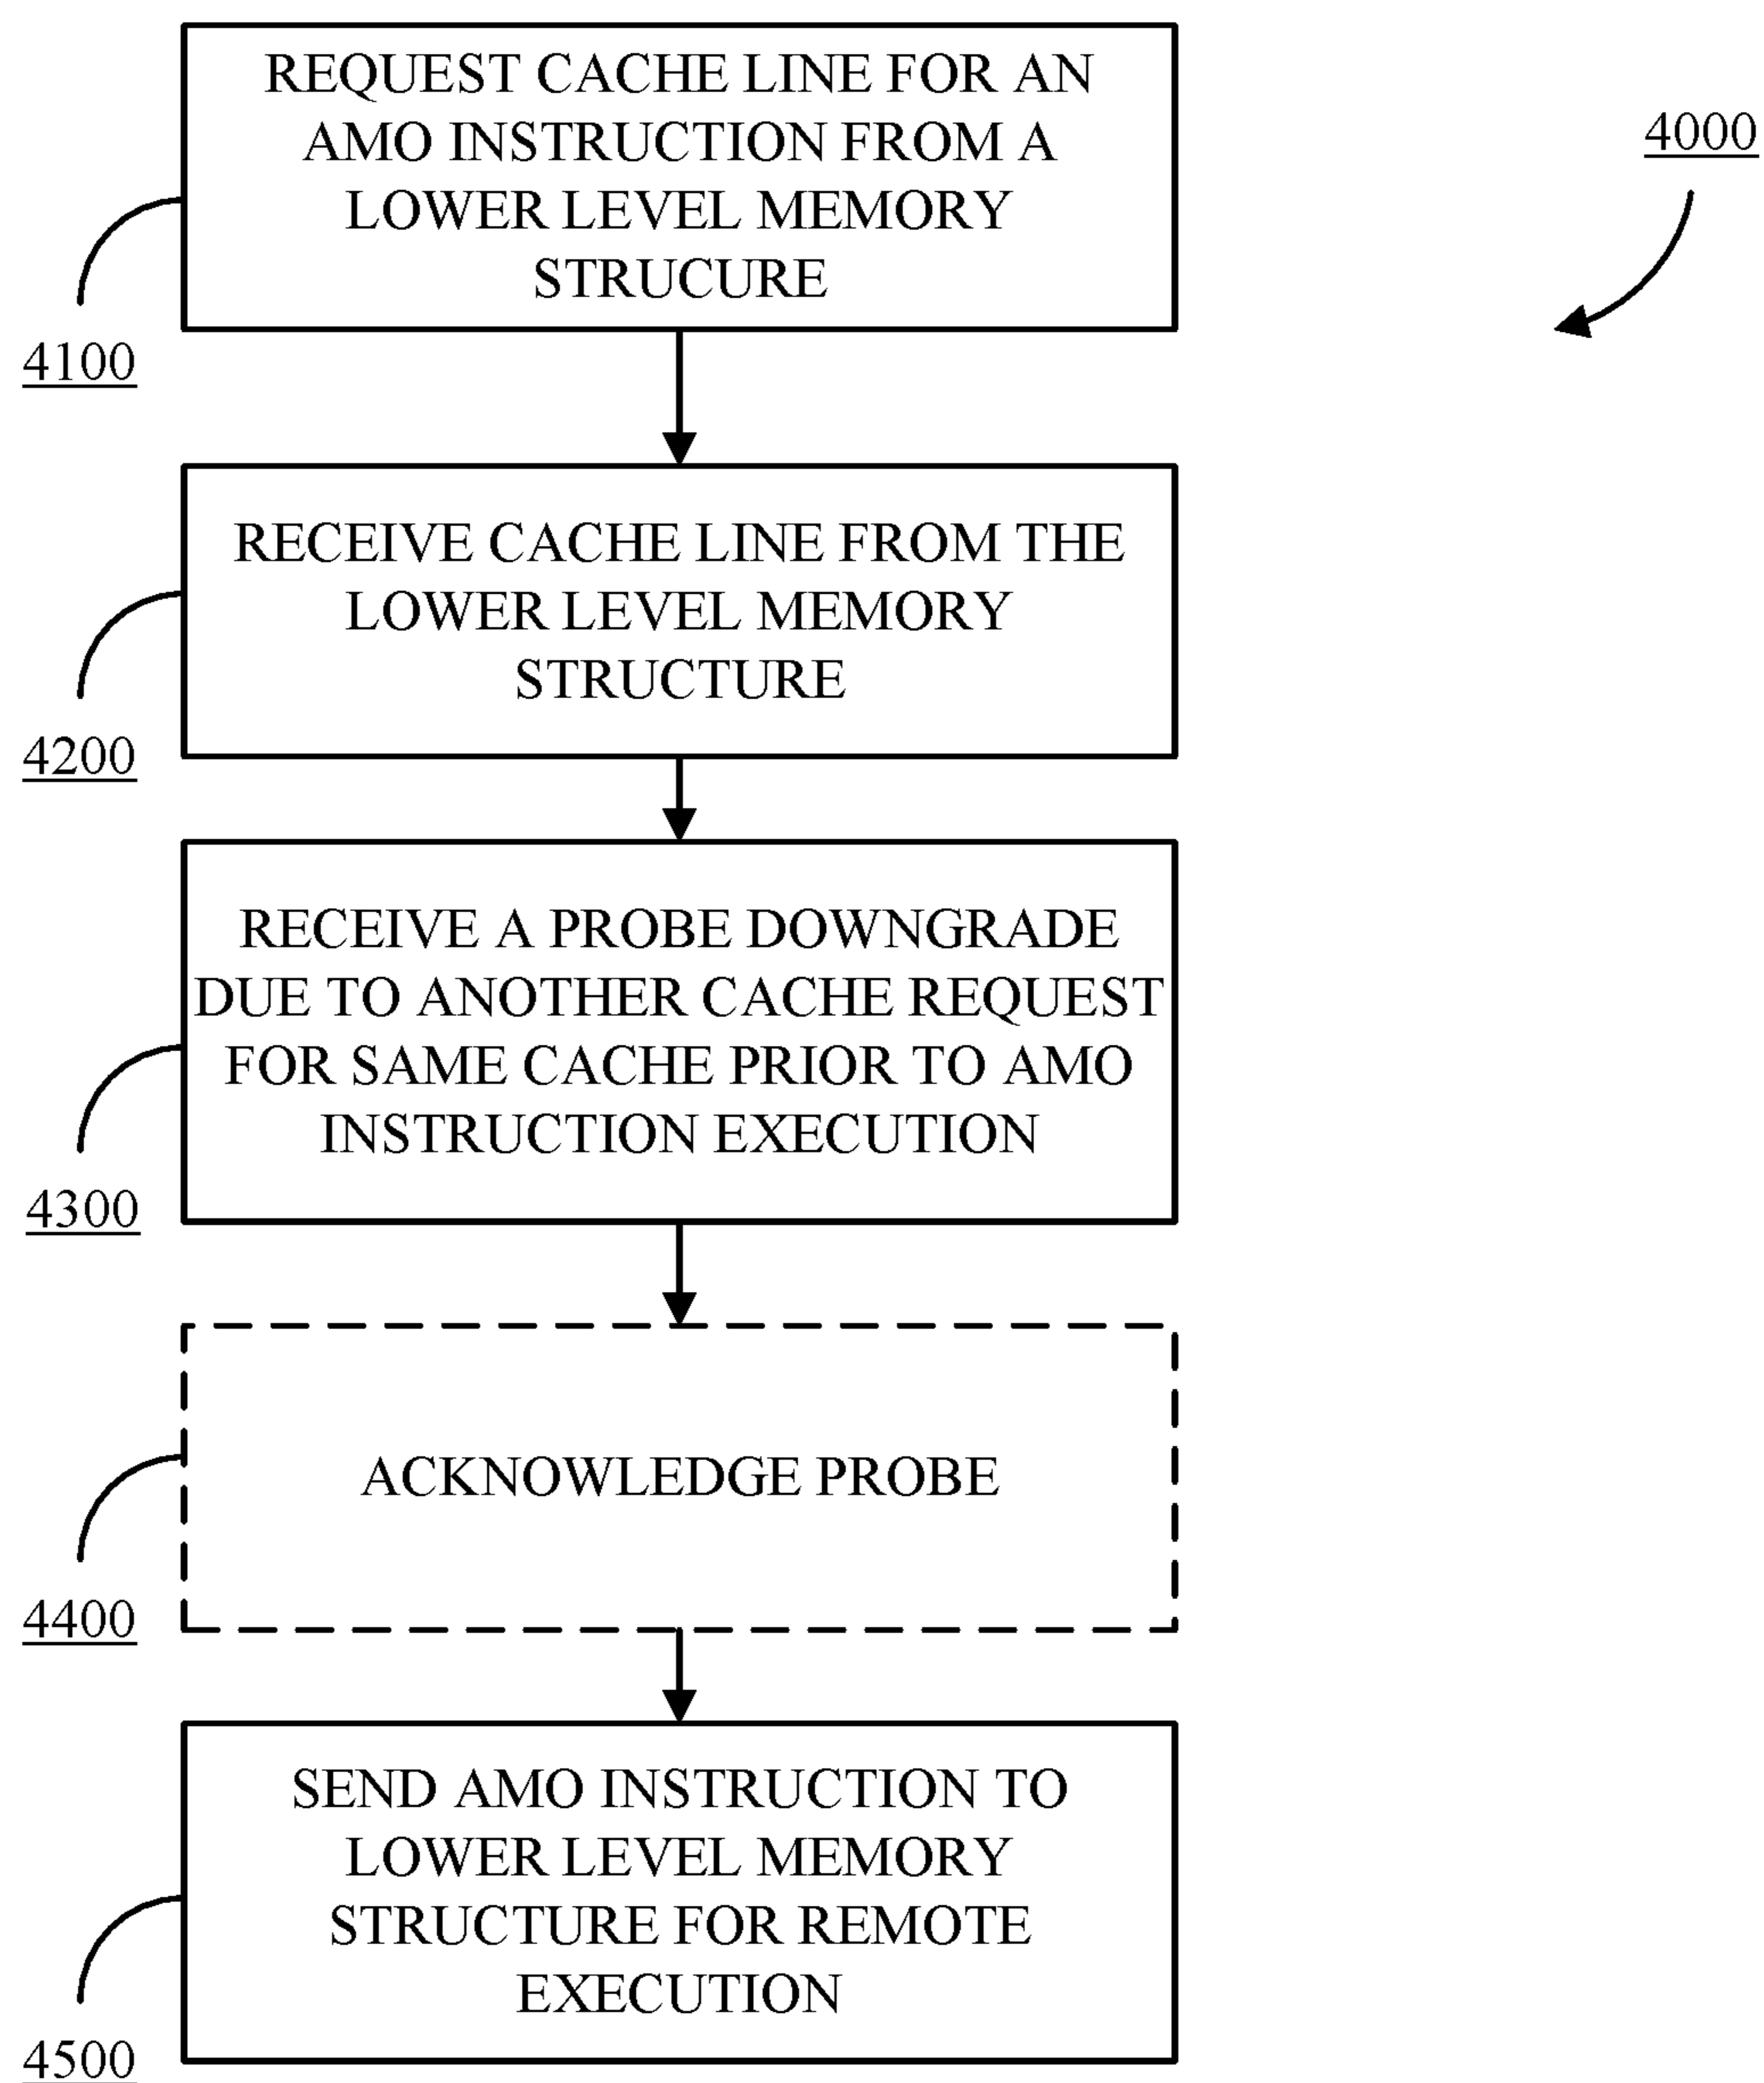 REQUEST CACHE LINE FOR AN
AMO INSTRUCTION FROM A
LOWER LEVEL MEMORY
STRUCURE
4000
4100
RECEIVE CACHE LINE FROM THE
LOWER LEVEL MEMORY
STRUCTURE
4200
RECEIVE A PROBE DOWNGRADE
DUE TO ANOTHER CACHE REQUEST
FOR SAME CACHE PRIOR TO AMO
INSTRUCTION EXECUTION
4300
ACKNOWLEDGE PROBE
4400
SEND AMO INSTRUCTION TO
LOWER LEVEL MEMORY
STRUCTURE FOR REMOTE
EXECUTION
4500